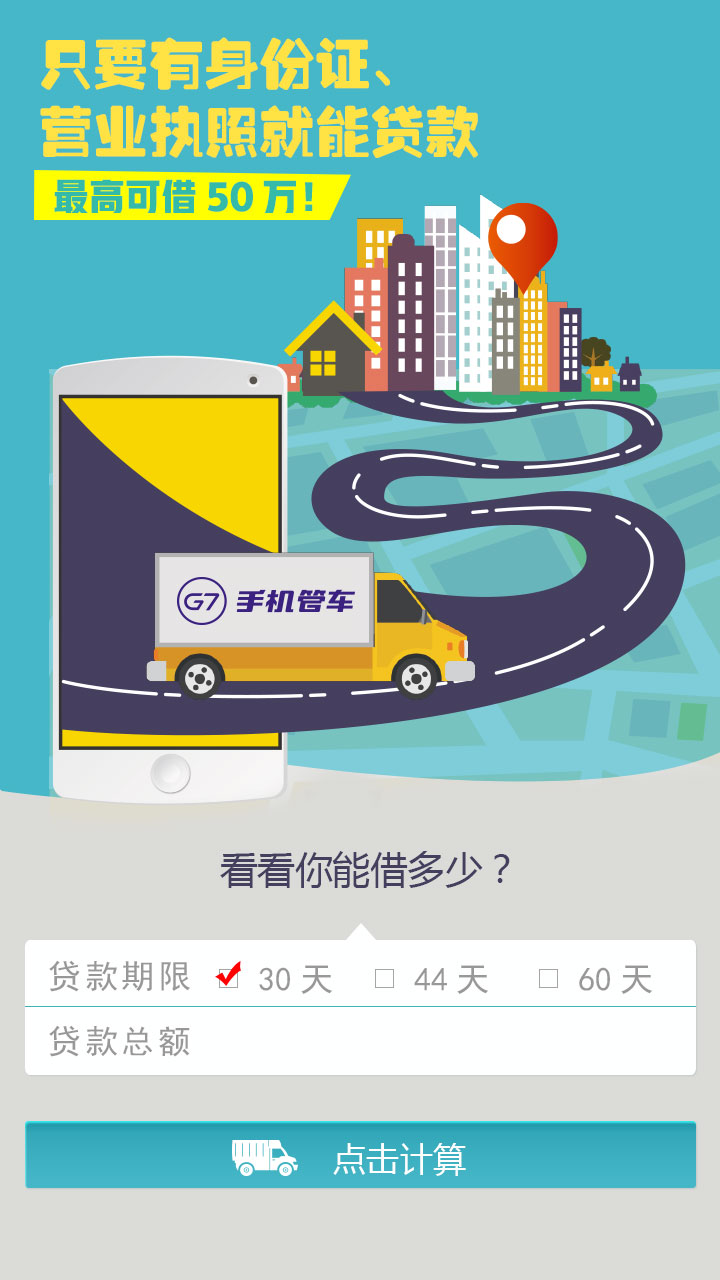 只要有身份证、
营业执照就能贷款
最高可借 50 万!
G7 手机管车
看看你能借多少？
贷款期限 30 天 44 天 60 天
贷款总额
点击计算